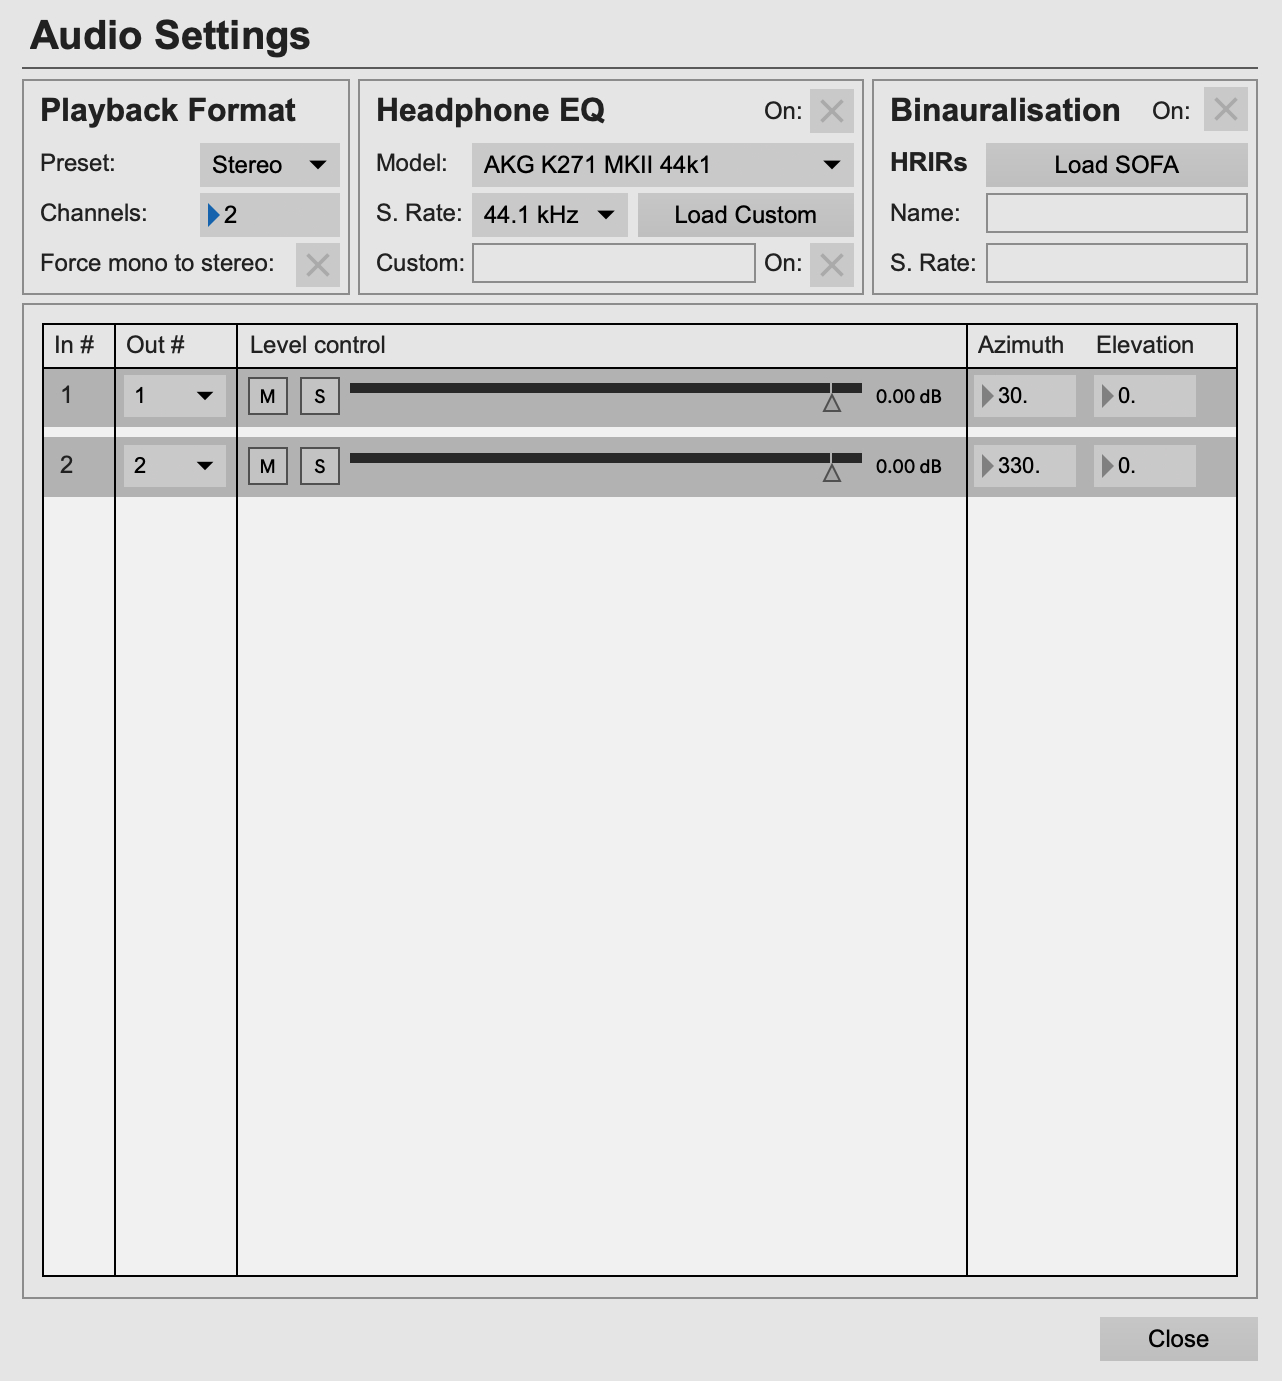 Audio Settings
Playback Format
Preset: Stereo
Channels: 2
Force mono to stereo:
Headphone EQ On:
Model: AKG K271 MKII 44k1
S. Rate: 44.1 kHz Load Custom
Custom: On:
Binauralisation On:
HRIRs Load SOFA
Name:
S. Rate:
In # Out # Level control Azimuth Elevation
1 1 M S 0.00 dB 30. 0.
2 2 M S 0.00 dB 330. 0.
Close